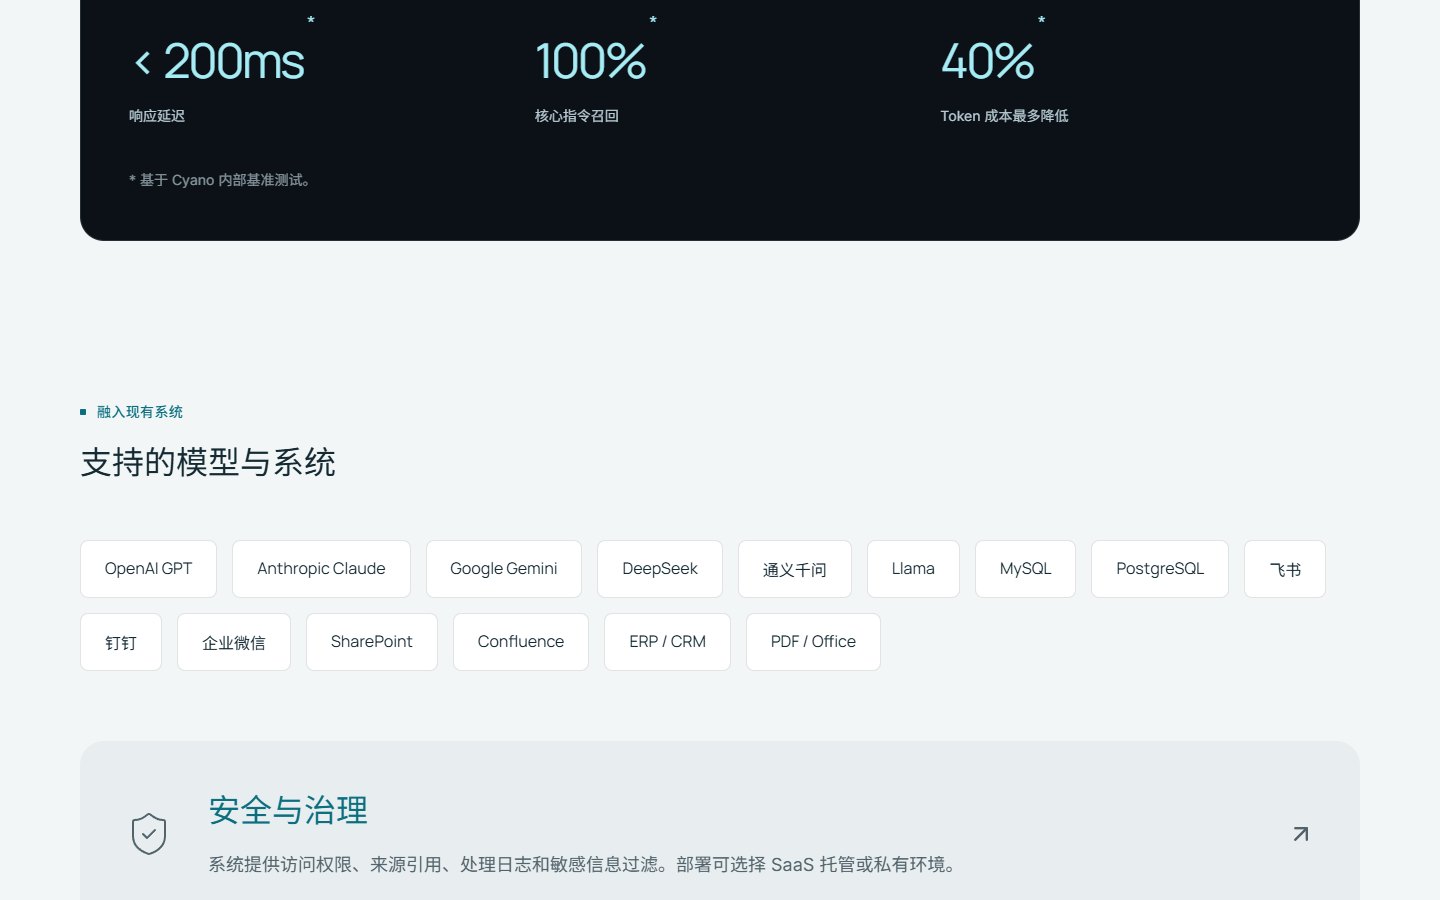 < 200ms*
100%*
40%*
响应延迟
核心指令召回
Token 成本最多降低
* 基于 Cyano 内部基准测试。
融入现有系统
支持的模型与系统
OpenAI GPT
Anthropic Claude
Google Gemini
DeepSeek
通义千问
Llama
MySQL
PostgreSQL
飞书
钉钉
企业微信
SharePoint
Confluence
ERP / CRM
PDF / Office
安全与治理
系统提供访问权限、来源引用、处理日志和敏感信息过滤。部署可选择 SaaS 托管或私有环境。